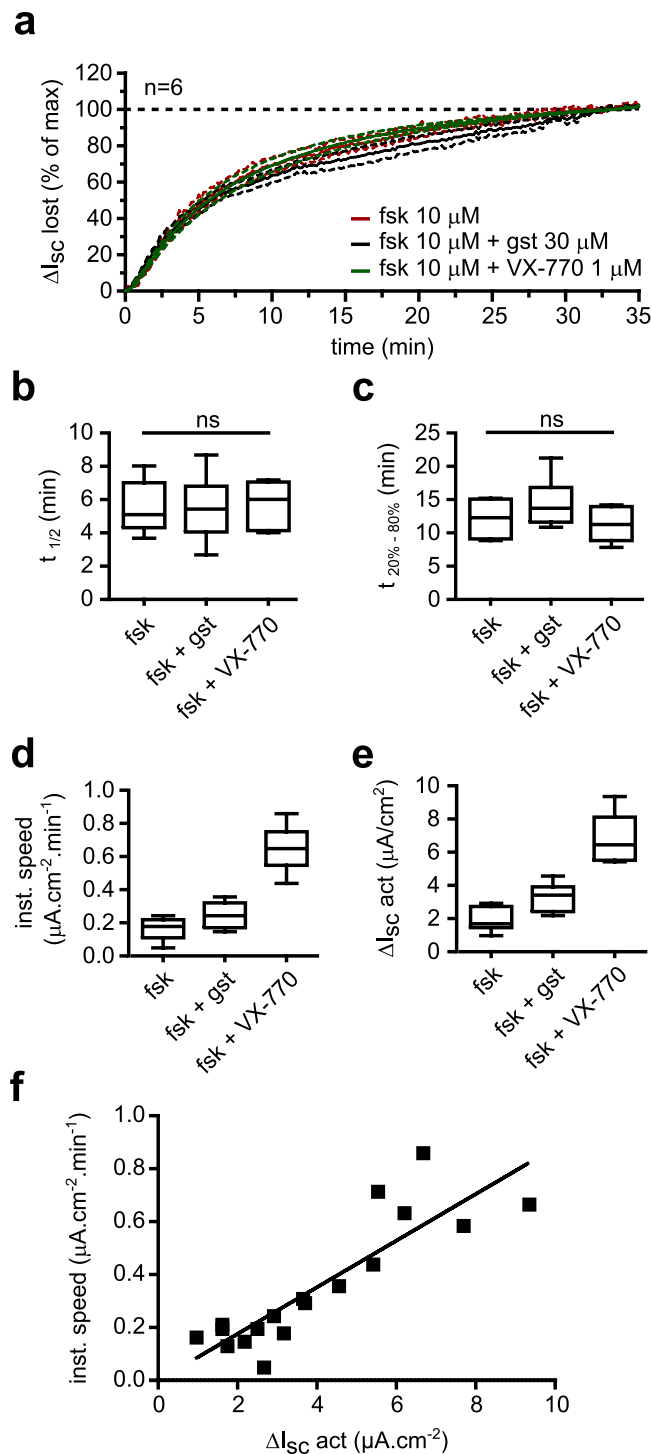 a
ΔISC lost (% of max)
120
100
80
60
40
20
0
n=6
fsk 10 μM
fsk 10 μM + gst 30 μM
fsk 10 μM + VX-770 1 μM
0 5 10 15 20 25 30 35
time (min)
b
t 1/2 (min)
10
8
6
4
2
0
ns
fsk
fsk + gst
fsk + VX-770
c
t 20% - 80% (min)
25
20
15
10
5
0
ns
fsk
fsk + gst
fsk + VX-770
d
inst. speed
(μA.cm-2.min-1)
1.0
0.8
0.6
0.4
0.2
0.0
fsk
fsk + gst
fsk + VX-770
e
ΔISC act (μA/cm2)
10
8
6
4
2
0
fsk
fsk + gst
fsk + VX-770
f
inst. speed (μA.cm-2.min-1)
1.0
0.8
0.6
0.4
0.2
0.0
0 2 4 6 8 10
ΔISC act (μA.cm-2)